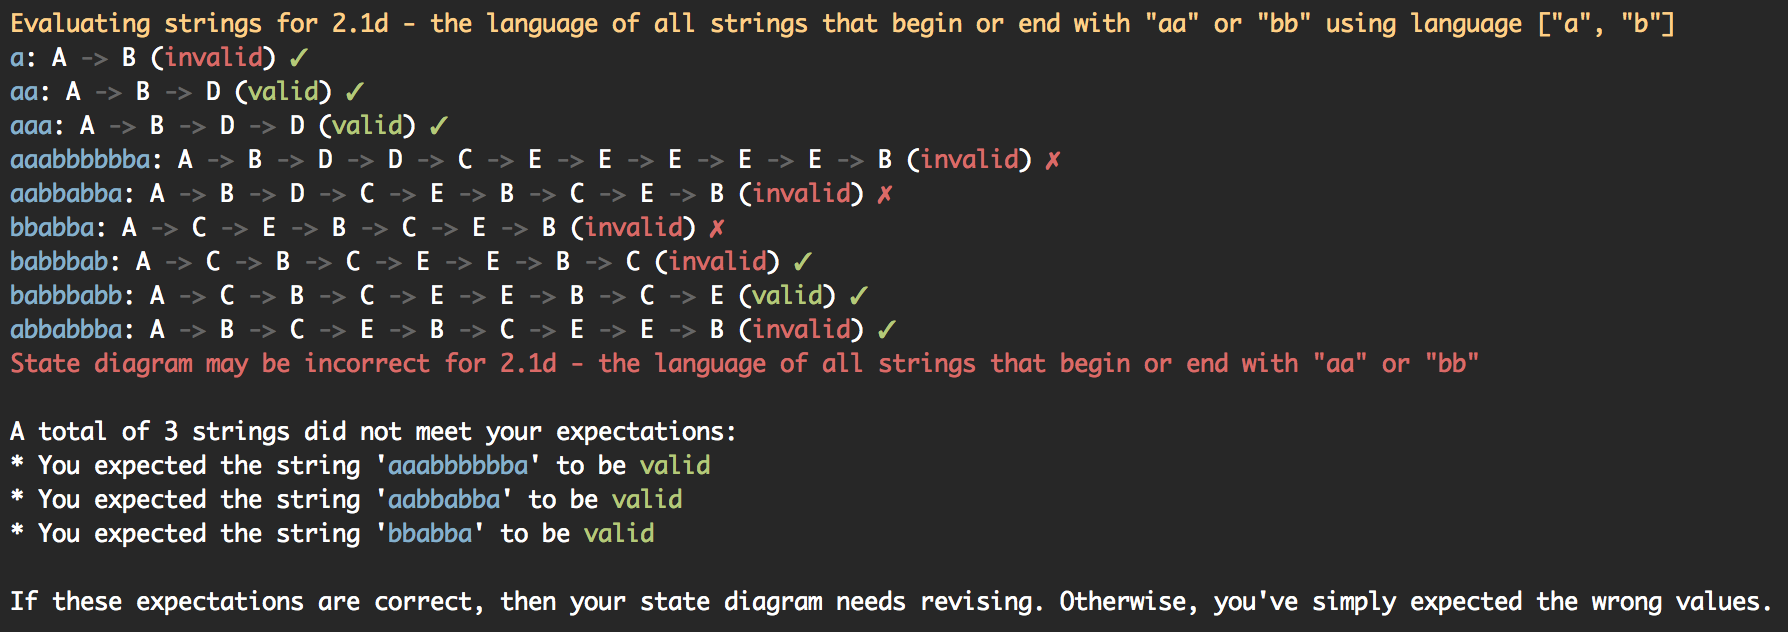 Evaluating strings for 2.1d - the language of all strings that begin or end with "aa" or "bb" using language ["a", "b"]
a: A -> B (invalid) ✓
aa: A -> B -> D (valid) ✓
aaa: A -> B -> D -> D (valid) ✓
aaabbbbbba: A -> B -> D -> D -> C -> E -> E -> E -> E -> E -> B (invalid) ✗
aabbabba: A -> B -> D -> C -> E -> B -> C -> E -> B (invalid) ✗
bbabba: A -> C -> E -> B -> C -> E -> B (invalid) ✗
babbbab: A -> C -> B -> C -> E -> E -> B -> C (invalid) ✓
babbbabb: A -> C -> B -> C -> E -> E -> B -> C -> E (valid) ✓
abbabbba: A -> B -> C -> E -> B -> C -> E -> E -> B (invalid) ✓
State diagram may be incorrect for 2.1d - the language of all strings that begin or end with "aa" or "bb"
A total of 3 strings did not meet your expectations:
* You expected the string 'aaabbbbbba' to be valid
* You expected the string 'aabbabba' to be valid
* You expected the string 'bbabba' to be valid
If these expectations are correct, then your state diagram needs revising. Otherwise, you've simply expected the wrong values.